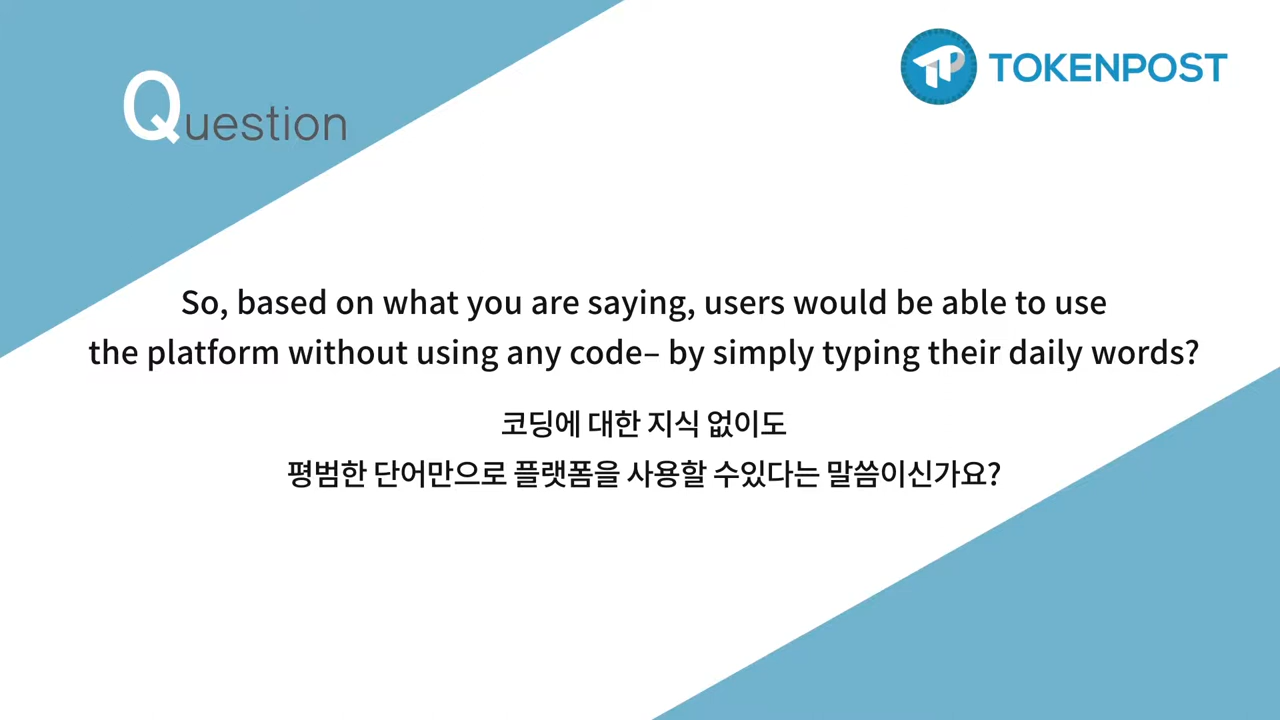 Question
TOKENPOST
So, based on what you are saying, users would be able to use
the platform without using any code– by simply typing their daily words?
코딩에 대한 지식 없이도
평범한 단어만으로 플랫폼을 사용할 수있다는 말씀이신가요?